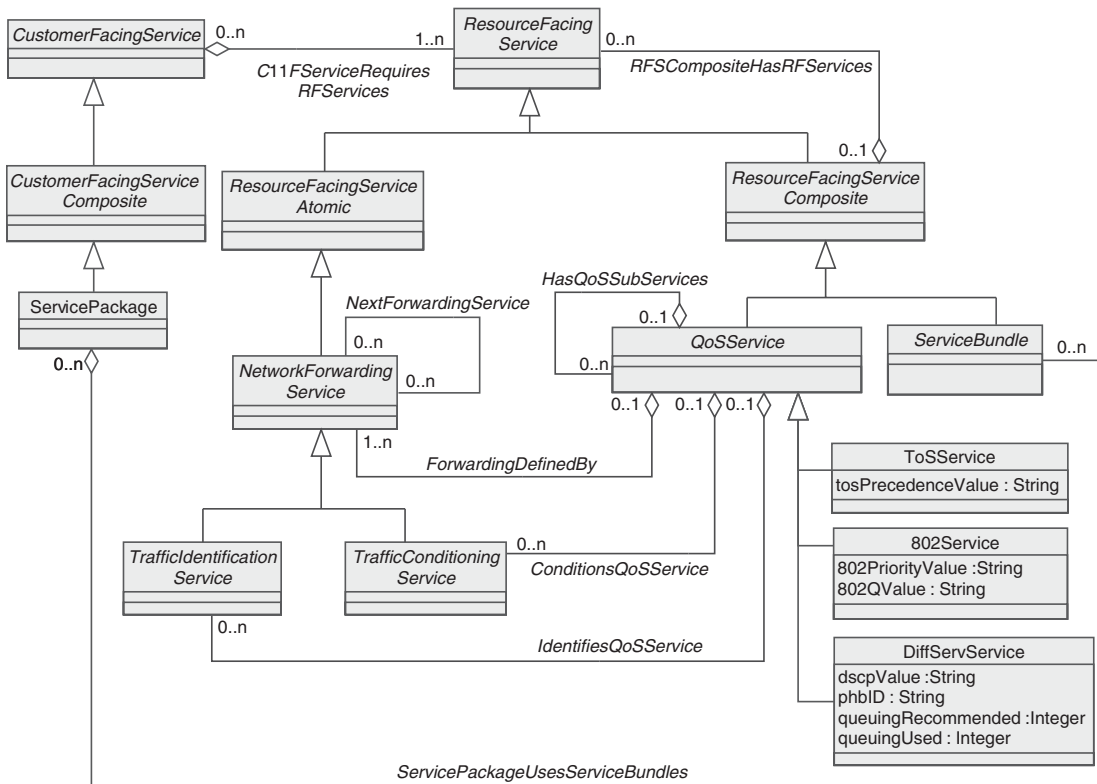 CustomerFacingService
0..n
1..n
C11FServiceRequires
RFServices
ResourceFacing
Service
0..n
RFSCompositeHasRFServices
0..1
CustomerFacingService
Composite
ResourceFacingService
Atomic
ResourceFacingService
Composite
ServicePackage
0..n
NextForwardingService
0..n
0..n
NetworkForwarding
Service
1..n
HasQoSSubServices
0..1
0..n
QoSService
0..1
0..1
0..1
ServiceBundle
0..n
ForwardingDefinedBy
ToSService
tosPrecedenceValue : String
TrafficIdentification
Service
0..n
TrafficConditioning
Service
0..n
ConditionsQoSService
802Service
802PriorityValue :String
802QValue : String
IdentifiesQoSService
DiffServService
dscpValue :String
phbID : String
queuingRecommended :Integer
queuingUsed : Integer
ServicePackageUsesServiceBundles